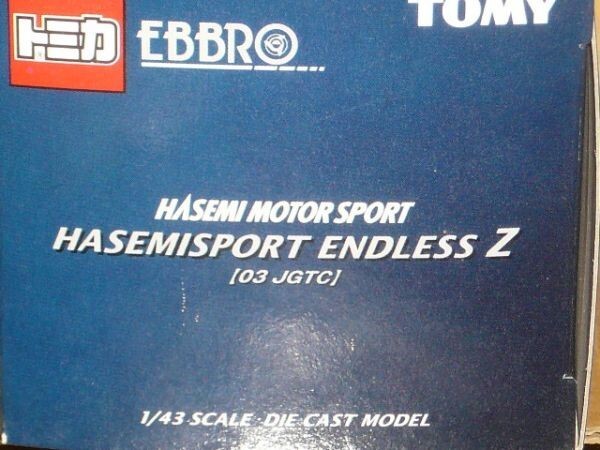 トミカ EBBRO TOMY
HASEMI MOTOR SPORT
HASEMISPORT ENDLESS Z
[03 JGTC]
1/43 SCALE·DIE CAST MODEL